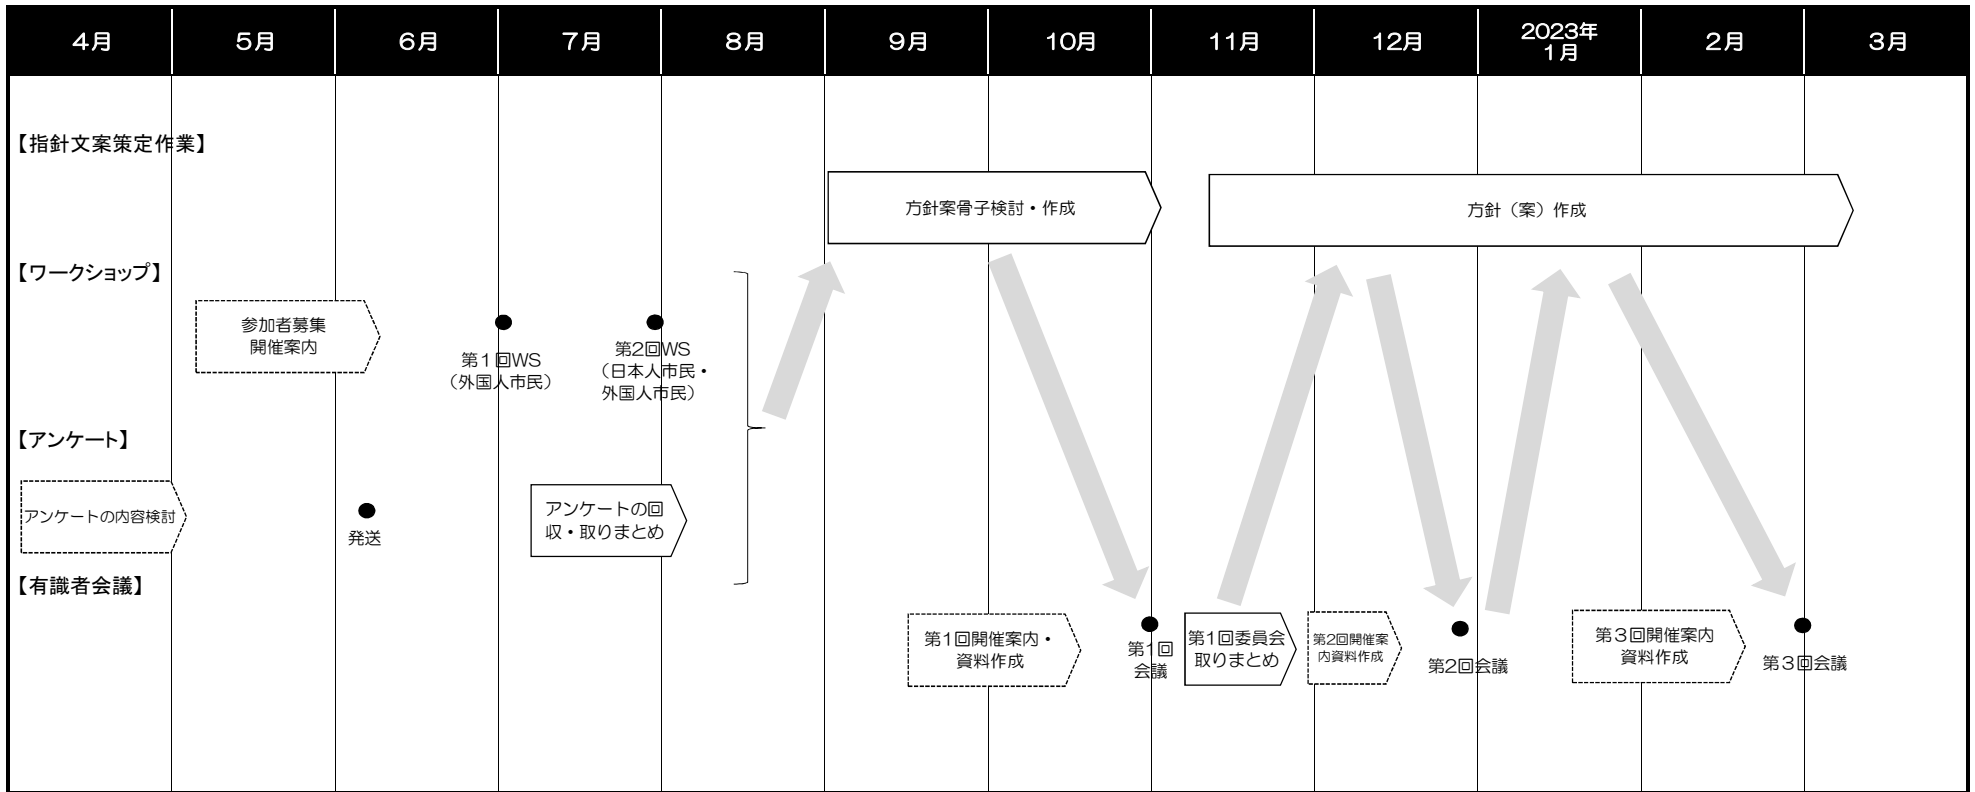 4月
5月
6月
7月
8月
9月
10月
11月
12月
2023年
1月
2月
3月
【指針文案策定作業】
方針案骨子検討・作成
方針（案）作成
【ワークショップ】
参加者募集
開催案内
第１回WS
（外国人市民）
第2回WS
（日本人市民・
外国人市民）
【アンケート】
アンケートの内容検討
発送
アンケートの回
収・取りまとめ
【有識者会議】
第1回開催案内・
資料作成
第1回
会議
第1回委員会
取りまとめ
第2回開催案
内資料作成
第2回会議
第３回開催案内
資料作成
第３回会議